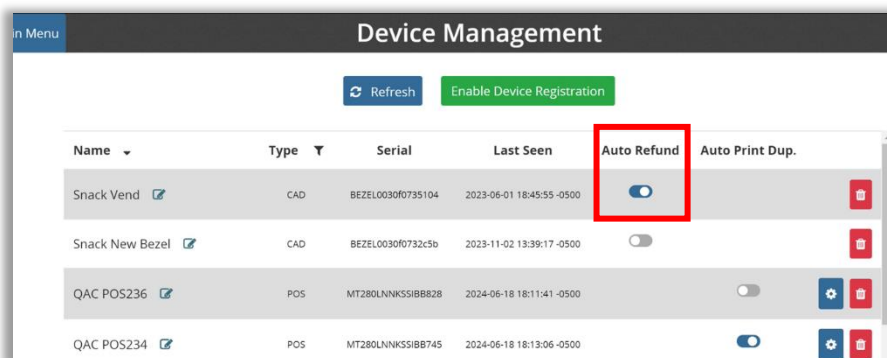 in Menu
Device Management
Refresh
Enable Device Registration
Name Type Serial Last Seen Auto Refund Auto Print Dup.
Snack Vend CAD BEZEL0030f0735104 2023-06-01 18:45:55 -0500
Snack New Bezel CAD BEZEL0030f0732c5b 2023-11-02 13:39:17 -0500
QAC POS236 POS MT280LNNKSSIBB828 2024-06-18 18:11:41 -0500
QAC POS234 POS MT280LNNKSSIBB745 2024-06-18 18:13:06 -0500